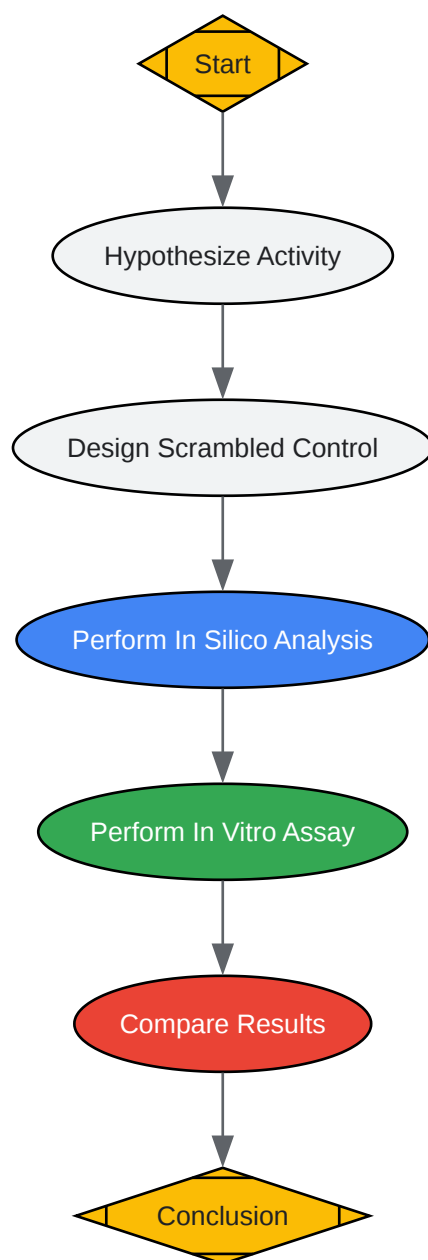 Start
Hypothesize Activity
Design Scrambled Control
Perform In Silico Analysis
Perform In Vitro Assay
Compare Results
Conclusion